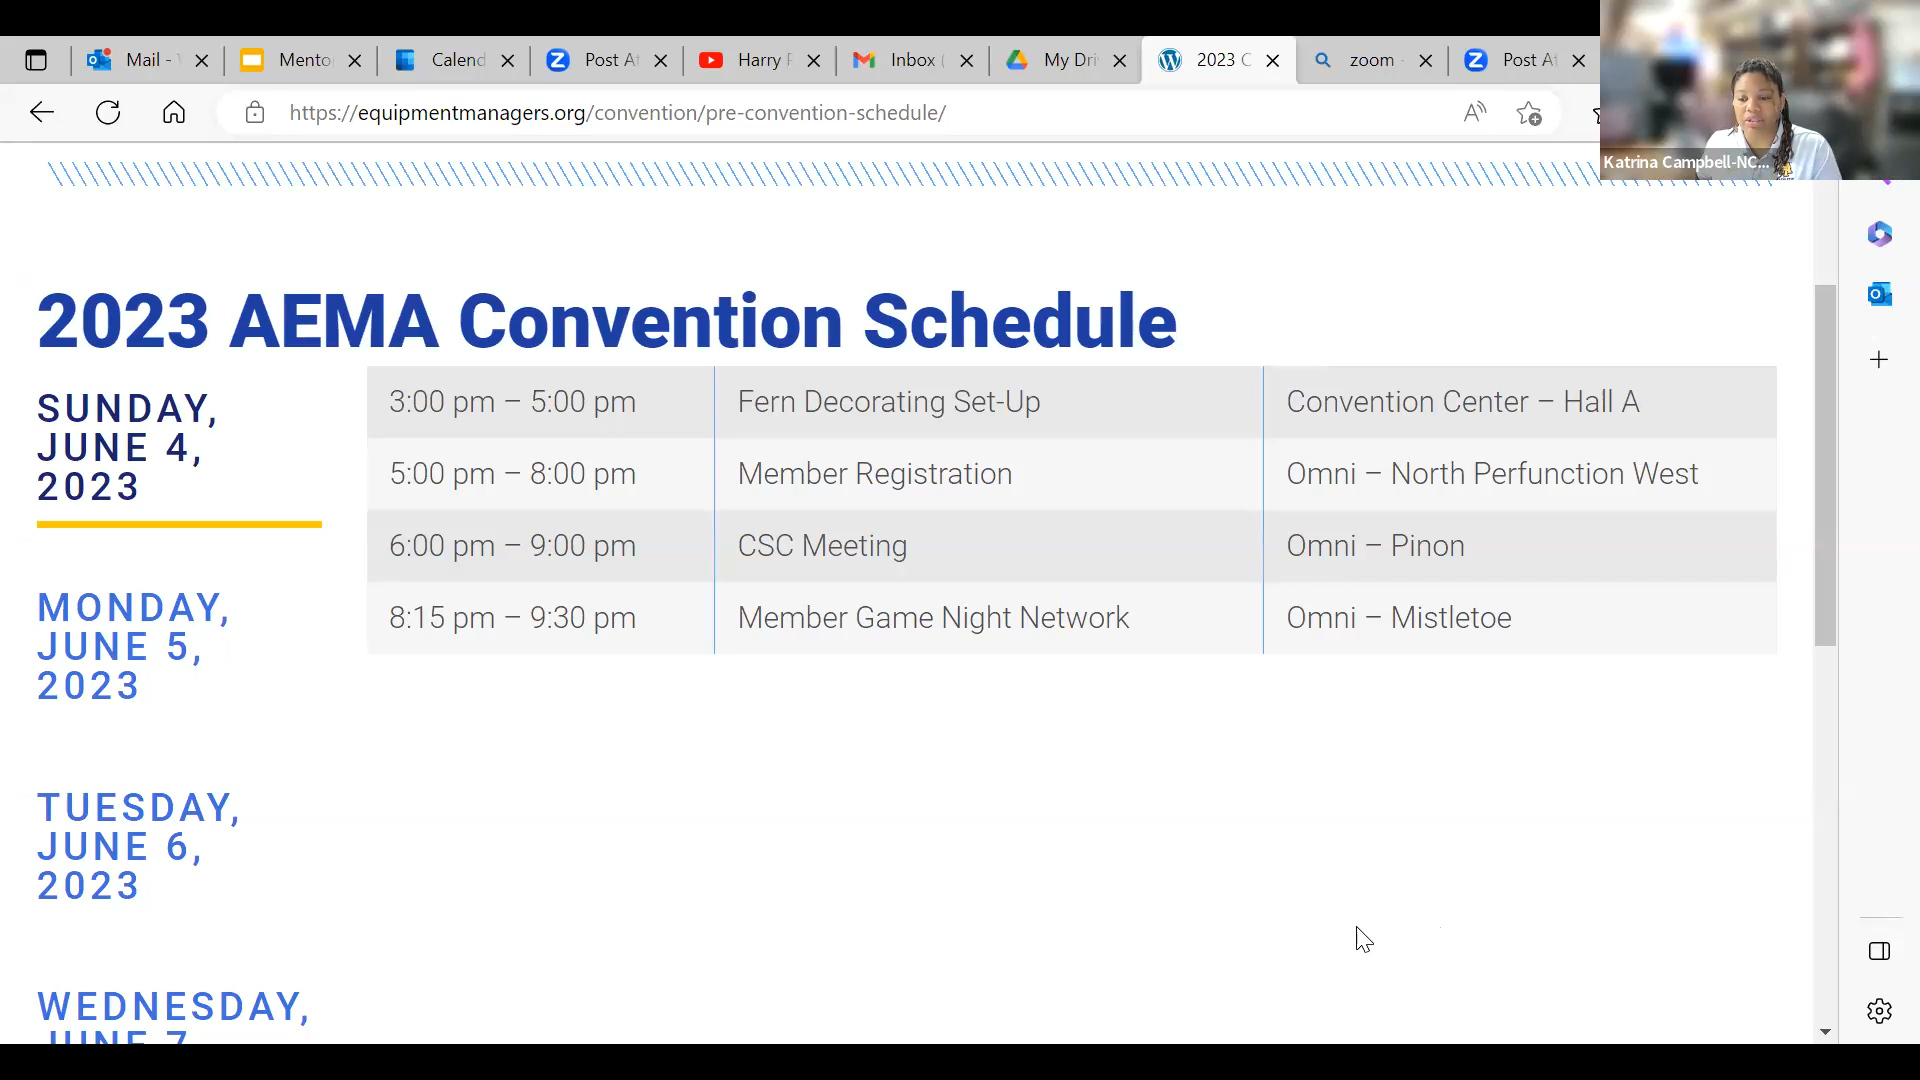 Mail -
Mento
Calend
Post At
Harry
Inbox (
My Dri
2023 C
zoom -
Post At
https://equipmentmanagers.org/convention/pre-convention-schedule/
Katrina Campbell-NC...
2023 AEMA Convention Schedule
SUNDAY,
JUNE 4,
2023
3:00 pm – 5:00 pm Fern Decorating Set-Up Convention Center – Hall A
5:00 pm – 8:00 pm Member Registration Omni – North Perfunction West
6:00 pm – 9:00 pm CSC Meeting Omni – Pinon
8:15 pm – 9:30 pm Member Game Night Network Omni – Mistletoe
MONDAY,
JUNE 5,
2023
TUESDAY,
JUNE 6,
2023
WEDNESDAY,
JUNE 7